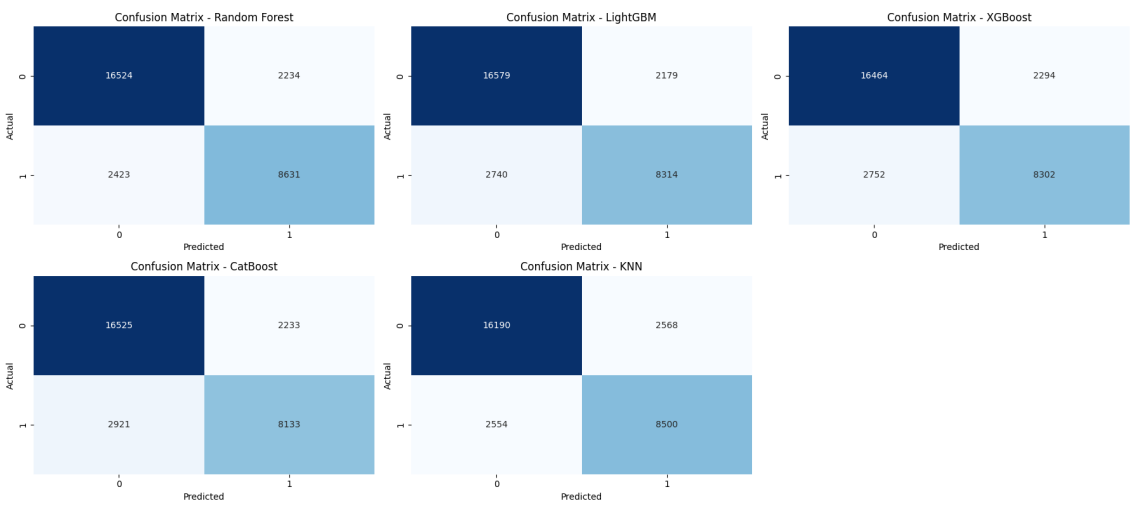 Confusion Matrix - Random Forest
0
16524
2234
Actual
1
2423
8631
0
1
Predicted
Confusion Matrix - LightGBM
0
16579
2179
Actual
1
2740
8314
0
1
Predicted
Confusion Matrix - XGBoost
0
16464
2294
Actual
1
2752
8302
0
1
Predicted
Confusion Matrix - CatBoost
0
16525
2233
Actual
1
2921
8133
0
1
Predicted
Confusion Matrix - KNN
0
16190
2568
Actual
1
2554
8500
0
1
Predicted